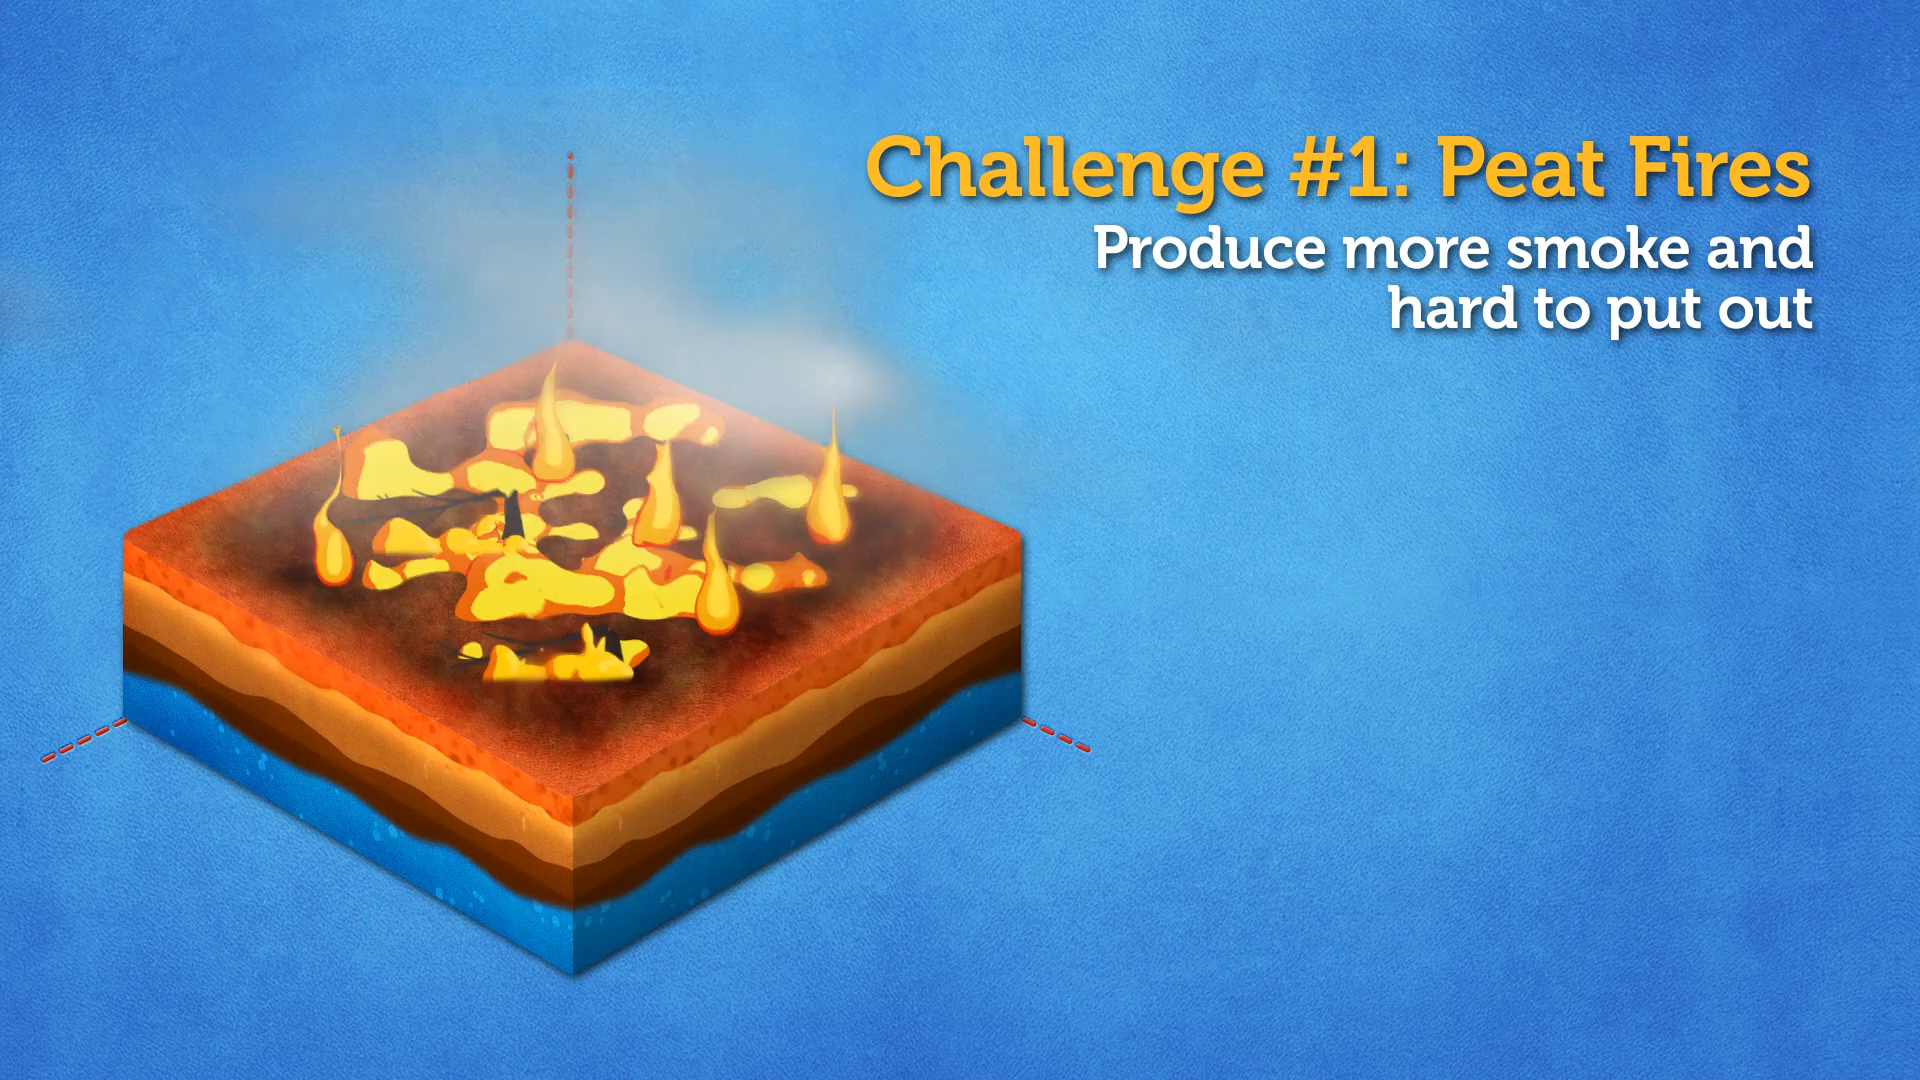 Challenge #1: Peat Fires
Produce more smoke and
hard to put out